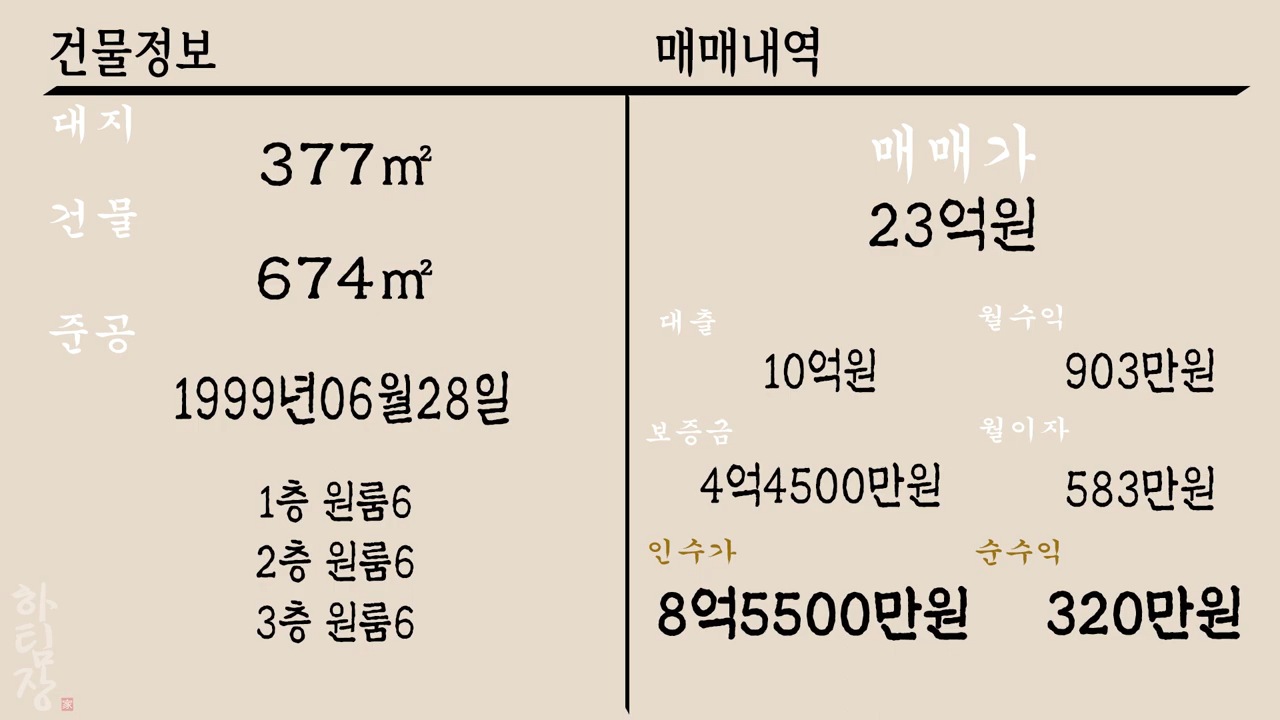 건물정보
대지
377㎡
건물
674㎡
준공
1999년06월28일
1층 원룸6
2층 원룸6
3층 원룸6
하팀장
매매내역
매매가
23억원
대출
10억원
월수익
903만원
보증금
4억4500만원
월이자
583만원
인수가
8억5500만원
순수익
320만원